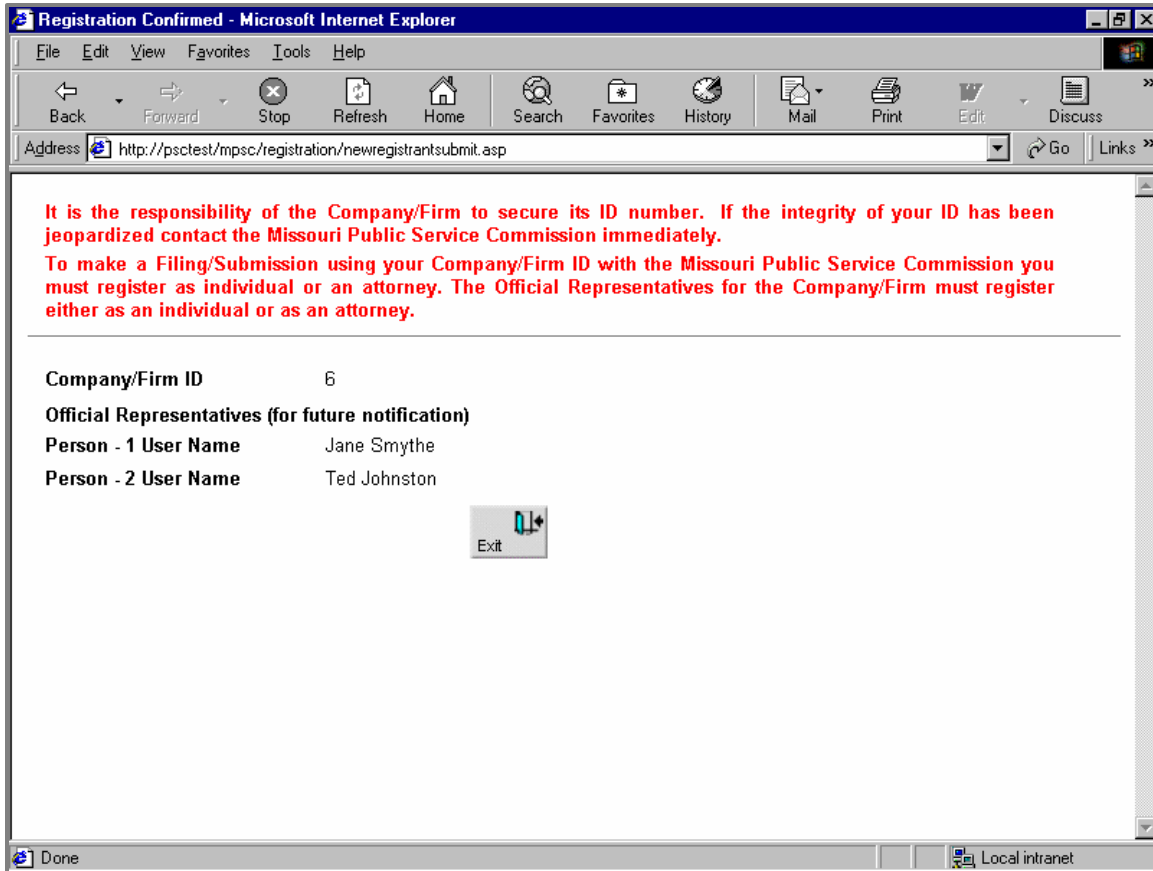 Registration Confirmed - Microsoft Internet Explorer
File Edit View Favorites Tools Help
Back Forward Stop Refresh Home Search Favorites History Mail Print Edit Discuss »
Address http://psctest/mpsc/registration/newregistrantsubmit.asp Go Links »
It is the responsibility of the Company/Firm to secure its ID number. If the integrity of your ID has been
jeopardized contact the Missouri Public Service Commission immediately.
To make a Filing/Submission using your Company/Firm ID with the Missouri Public Service Commission you
must register as individual or an attorney. The Official Representatives for the Company/Firm must register
either as an individual or as an attorney.
Company/Firm ID 6
Official Representatives (for future notification)
Person - 1 User Name Jane Smythe
Person - 2 User Name Ted Johnston
Exit
Done Local intranet